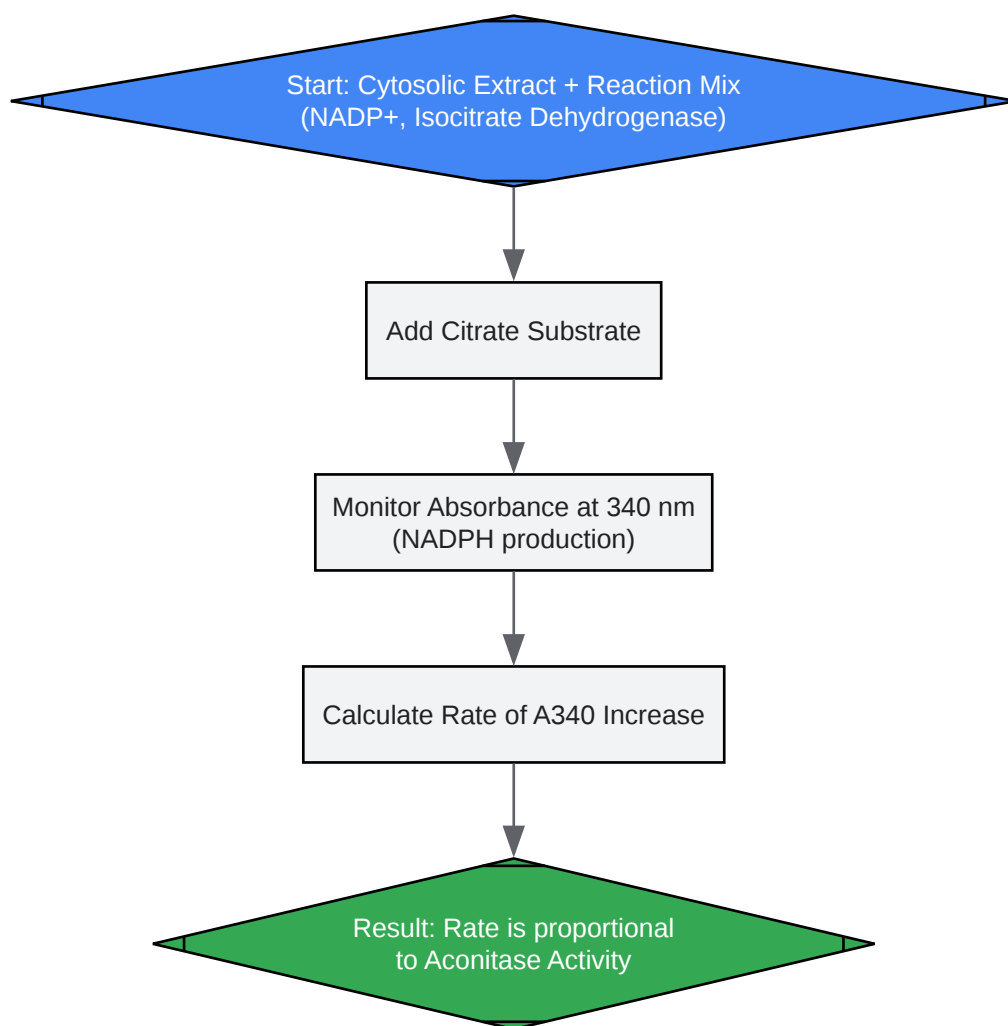 Start: Cytosolic Extract + Reaction Mix
(NADP+, Isocitrate Dehydrogenase)
Add Citrate Substrate
Monitor Absorbance at 340 nm
(NADPH production)
Calculate Rate of A340 Increase
Result: Rate is proportional
to Aconitase Activity